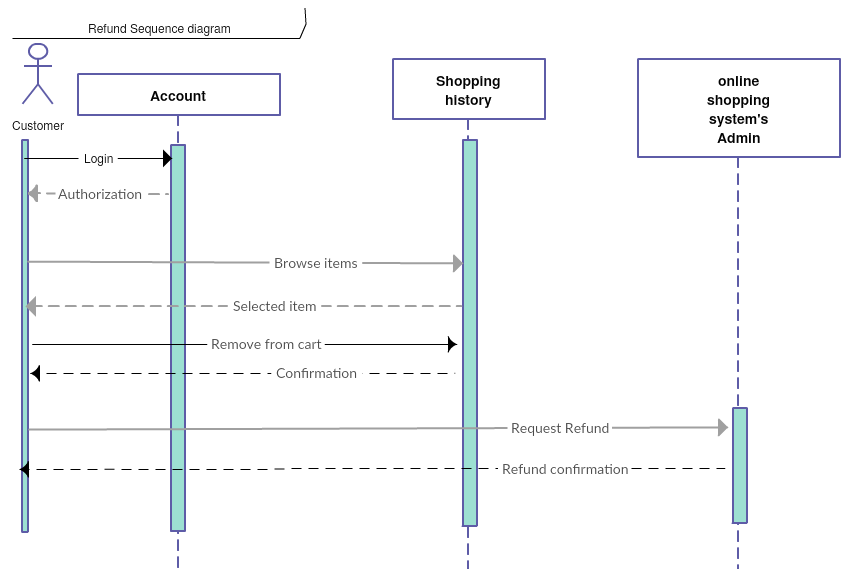 Refund Sequence diagram
Customer
Account
Shopping
history
online
shopping
system's
Admin
Login
Authorization
Browse items
Selected item
Remove from cart
Confirmation
Request Refund
Refund confirmation